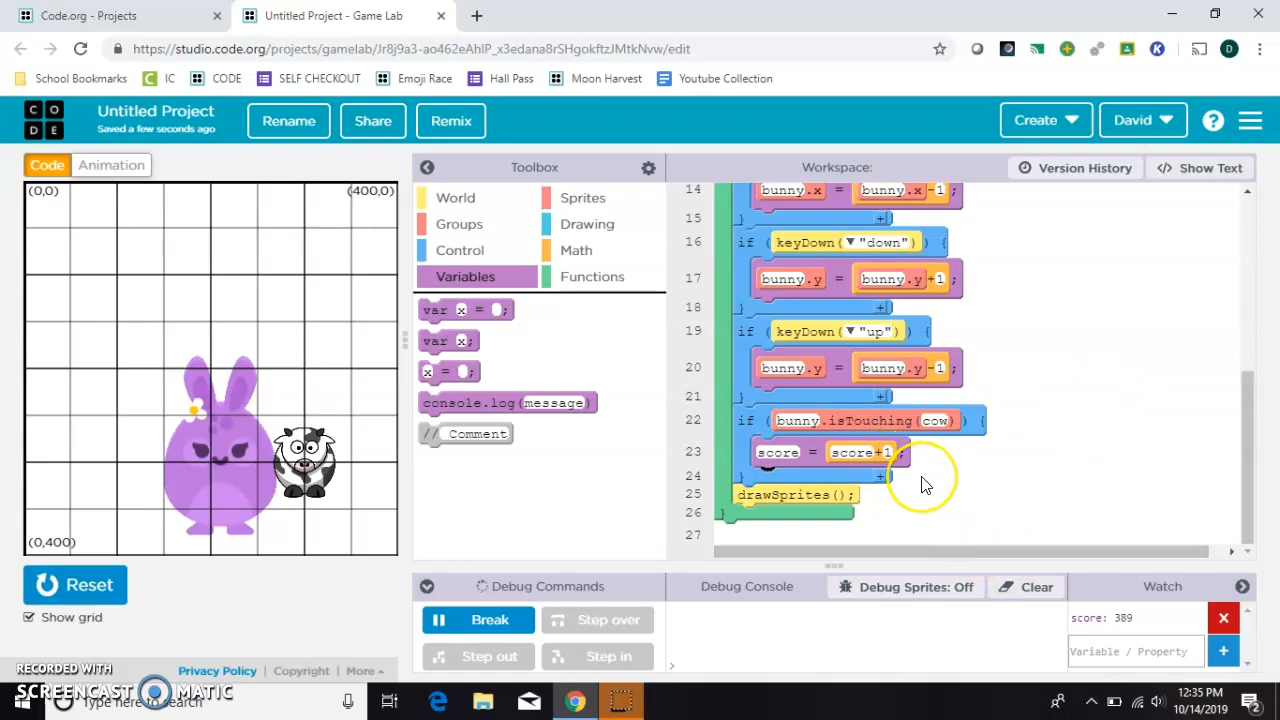 Code.org - Projects
Untitled Project - Game Lab
https://studio.code.org/projects/gamelab/Jr8j9a3-ao462eAhlP_x3edana8rSHgokftzJMtkNvw/edit
School Bookmarks IC CODE SELF CHECKOUT Emoji Race Hall Pass Moon Harvest Youtube Collection
D
K
C O D E
Untitled Project
Saved a few seconds ago
Rename Share Remix Create David ?
Code Animation Toolbox Workspace: Version History </> Show Text
(0,0) (400,0)
(0,400)
World Sprites
Groups Drawing
Control Math
Variables Functions
var x = ;
var x;
x = ;
console.log(message)
// Comment
14 bunny.x = bunny.x-1;
15 }
16 if (keyDown("down")) {
17 bunny.y = bunny.y+1;
18 }
19 if (keyDown("up")) {
20 bunny.y = bunny.y-1;
21 }
22 if (bunny.isTouching(cow)) {
23 score = score+1;
24 }
25 drawSprites();
26 }
27
Reset
Show grid
Debug Commands Debug Console Debug Sprites: Off Clear Watch
Break Step over
Step out Step in
score: 389
Variable / Property
>
RECORDED WITH
SCREENCAST MATIC
Privacy Policy Copyright More
Type here to search
12:35 PM
10/14/2019
2